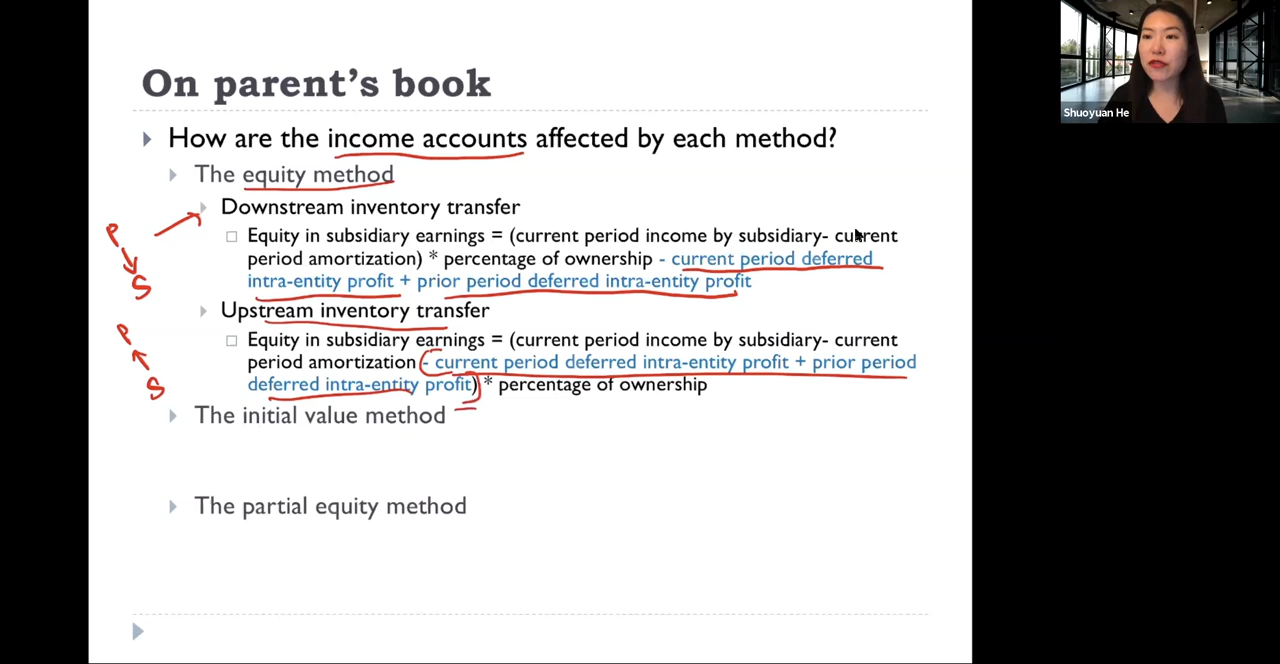 On parent's book
How are the income accounts affected by each method?
The equity method
Downstream inventory transfer
Equity in subsidiary earnings = (current period income by subsidiary- current
period amortization) * percentage of ownership - current period deferred
intra-entity profit + prior period deferred intra-entity profit
Upstream inventory transfer
Equity in subsidiary earnings = (current period income by subsidiary- current
period amortization - current period deferred intra-entity profit + prior period
deferred intra-entity profit) * percentage of ownership
The initial value method
The partial equity method
P
S
P
S
Shuoyuan He